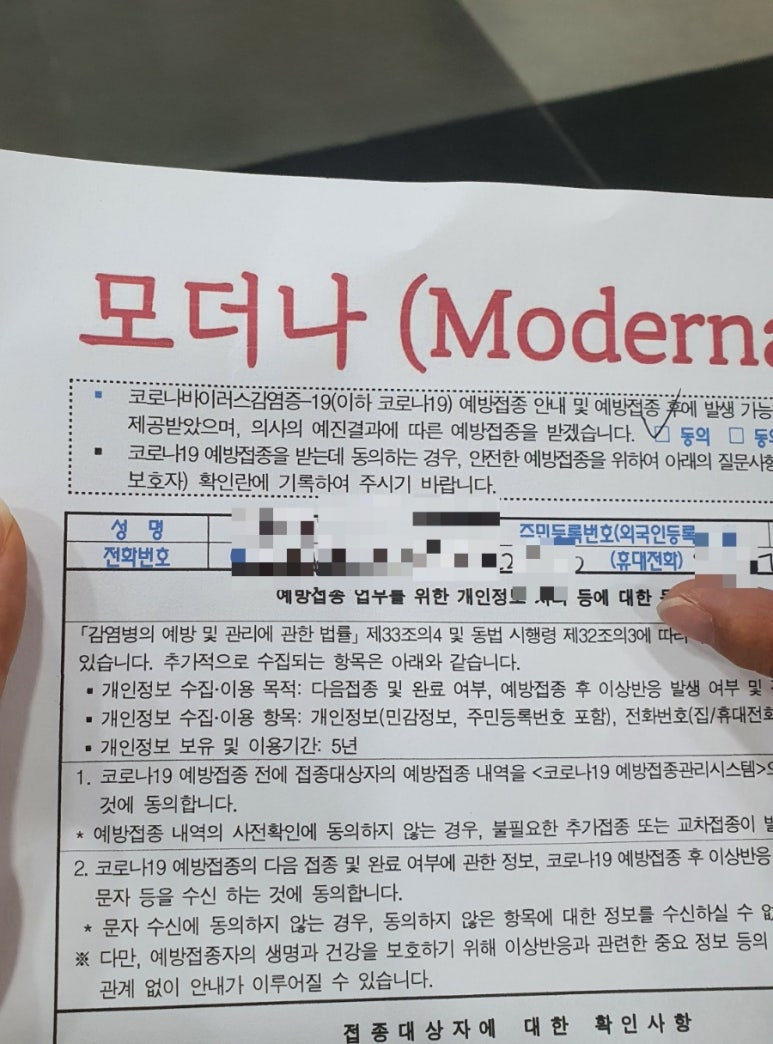 모더나 (Moderna
▪ 코로나바이러스감염증-19(이하 코로나19) 예방접종 안내 및 예방접종 후에 발생 가능
제공받았으며, 의사의 예진결과에 따른 예방접종을 받겠습니다. ☑ 동의 □ 동의
▪ 코로나19 예방접종을 받는데 동의하는 경우, 안전한 예방접종을 위하여 아래의 질문사항
보호자) 확인란에 기록하여 주시기 바랍니다.
성 명 주민등록번호(외국인등록
전화번호 (휴대전화)
예방접종 업무를 위한 개인정보 처리 등에 대한
「감염병의 예방 및 관리에 관한 법률」 제33조의4 및 동법 시행령 제32조의3에 따라
있습니다. 추가적으로 수집되는 항목은 아래와 같습니다.
▪ 개인정보 수집·이용 목적: 다음접종 및 완료 여부, 예방접종 후 이상반응 발생 여부 및
▪ 개인정보 수집·이용 항목: 개인정보(민감정보, 주민등록번호 포함), 전화번호(집/휴대전화
▪ 개인정보 보유 및 이용기간: 5년
1. 코로나19 예방접종 전에 접종대상자의 예방접종 내역을 <코로나19 예방접종관리시스템>의
것에 동의합니다.
* 예방접종 내역의 사전확인에 동의하지 않는 경우, 불필요한 추가접종 또는 교차접종이 발
2. 코로나19 예방접종의 다음 접종 및 완료 여부에 관한 정보, 코로나19 예방접종 후 이상반응
문자 등을 수신 하는 것에 동의합니다.
* 문자 수신에 동의하지 않는 경우, 동의하지 않은 항목에 대한 정보를 수신하실 수 없
※ 다만, 예방접종자의 생명과 건강을 보호하기 위해 이상반응과 관련한 중요 정보 등의
관계 없이 안내가 이루어질 수 있습니다.
접종대상자에 대한 확인사항